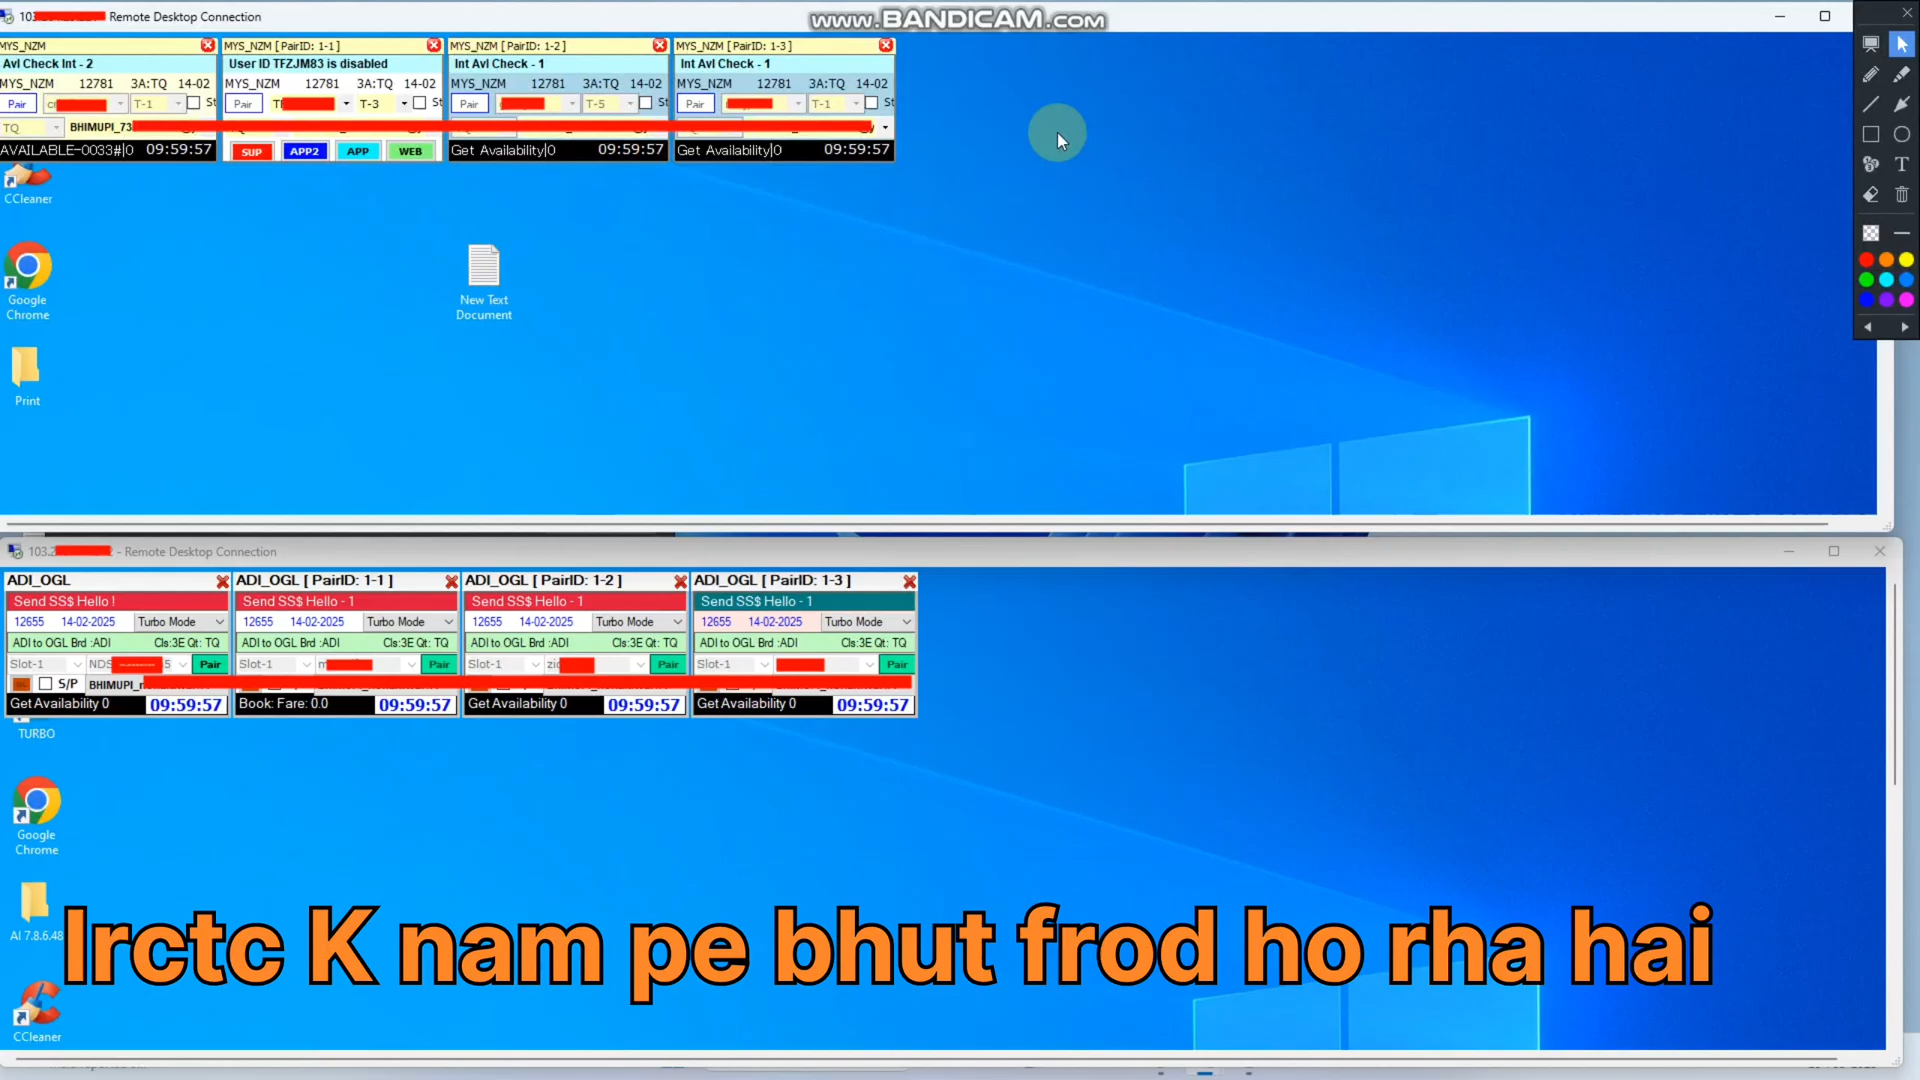 103.
Remote Desktop Connection
www.BANDICAM.com
MYS_NZM
Avl Check Int - 2
MYS_NZM 12781 3A:TQ 14-02
Pair T-1 St
TQ BHIMUPI_73
AVAILABLE-0033#|0 09:59:57
MYS_NZM [ PairID: 1-1 ]
User ID TFZJM83 is disabled
MYS_NZM 12781 3A:TQ 14-02
Pair T-3 St
SUP APP2 APP WEB
MYS_NZM [ PairID: 1-2 ]
Int Avl Check - 1
MYS_NZM 12781 3A:TQ 14-02
Pair T-5 St
Get Availability|0 09:59:57
MYS_NZM [ PairID: 1-3 ]
Int Avl Check - 1
MYS_NZM 12781 3A:TQ 14-02
Pair T-1 St
Get Availability|0 09:59:57
CCleaner
Google
Chrome
New Text
Document
Print
T
103.2 - Remote Desktop Connection
ADI_OGL
Send SS$ Hello !
12655 14-02-2025 Turbo Mode
ADI to OGL Brd :ADI Cls:3E Qt: TQ
Slot-1 NDS 5 Pair
S/P BHIMUPI_
Get Availability 0 09:59:57
ADI_OGL [ PairID: 1-1 ]
Send SS$ Hello - 1
12655 14-02-2025 Turbo Mode
ADI to OGL Brd :ADI Cls:3E Qt: TQ
Slot-1 Pair
Book: Fare: 0.0 09:59:57
ADI_OGL [ PairID: 1-2 ]
Send SS$ Hello - 1
12655 14-02-2025 Turbo Mode
ADI to OGL Brd :ADI Cls:3E Qt: TQ
Slot-1 Pair
Get Availability 0 09:59:57
ADI_OGL [ PairID: 1-3 ]
Send SS$ Hello - 1
12655 14-02-2025 Turbo Mode
ADI to OGL Brd :ADI Cls:3E Qt: TQ
Slot-1 Pair
Get Availability 0 09:59:57
TURBO
Google
Chrome
AI 7.8.6.48
Irctc K nam pe bhut frod ho rha hai
CCleaner